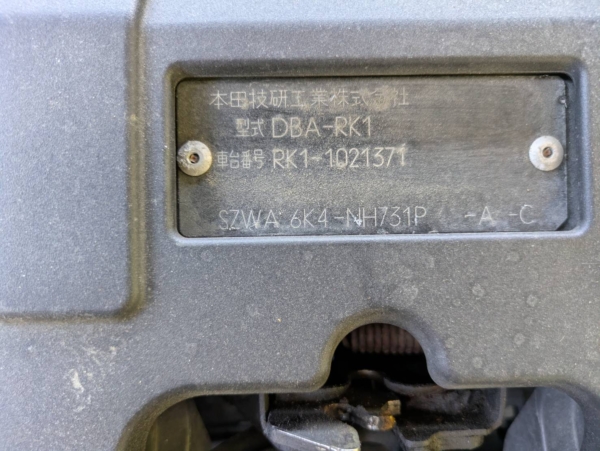 本田技研工業株式会社
型式 DBA-RK1
車台番号 RK1-1021371
SZWA 6K4-NH731P -A -C